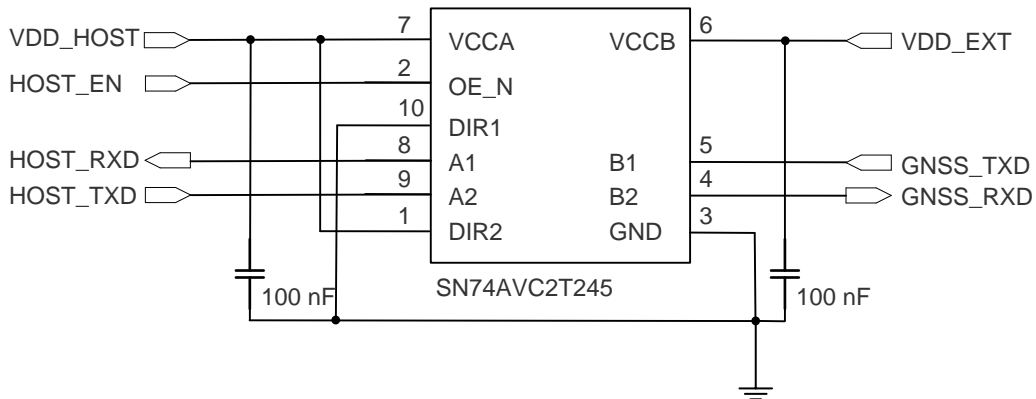 VDD_HOST 7 VCCA VCCB 6 VDD_EXT
HOST_EN 2 OE_N
10 DIR1
HOST_RXD 8 A1 B1 5 GNSS_TXD
HOST_TXD 9 A2 B2 4 GNSS_RXD
1 DIR2 GND 3
SN74AVC2T245
100 nF 100 nF